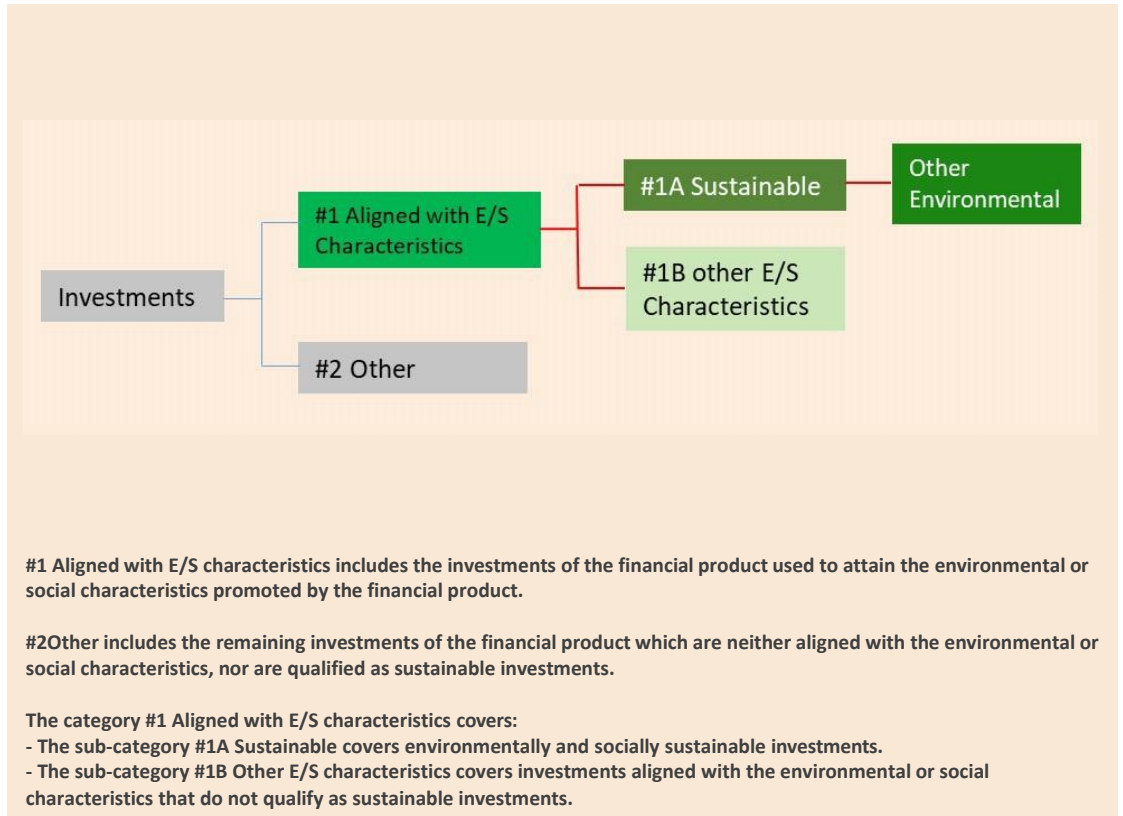 Investments
#1 Aligned with E/S
Characteristics
#2 Other
#1A Sustainable
#1B other E/S
Characteristics
Other
Environmental
#1 Aligned with E/S characteristics includes the investments of the financial product used to attain the environmental or
social characteristics promoted by the financial product.
#2Other includes the remaining investments of the financial product which are neither aligned with the environmental or
social characteristics, nor are qualified as sustainable investments.
The category #1 Aligned with E/S characteristics covers:
- The sub-category #1A Sustainable covers environmentally and socially sustainable investments.
- The sub-category #1B Other E/S characteristics covers investments aligned with the environmental or social
characteristics that do not qualify as sustainable investments.